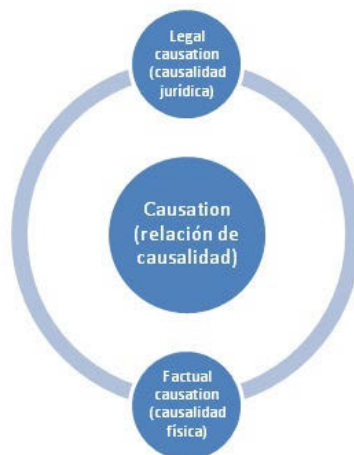 Legal
causation
(causalidad
jurídica)
Causation
(relación de
causalidad)
Factual
causation
(causalidad
física)